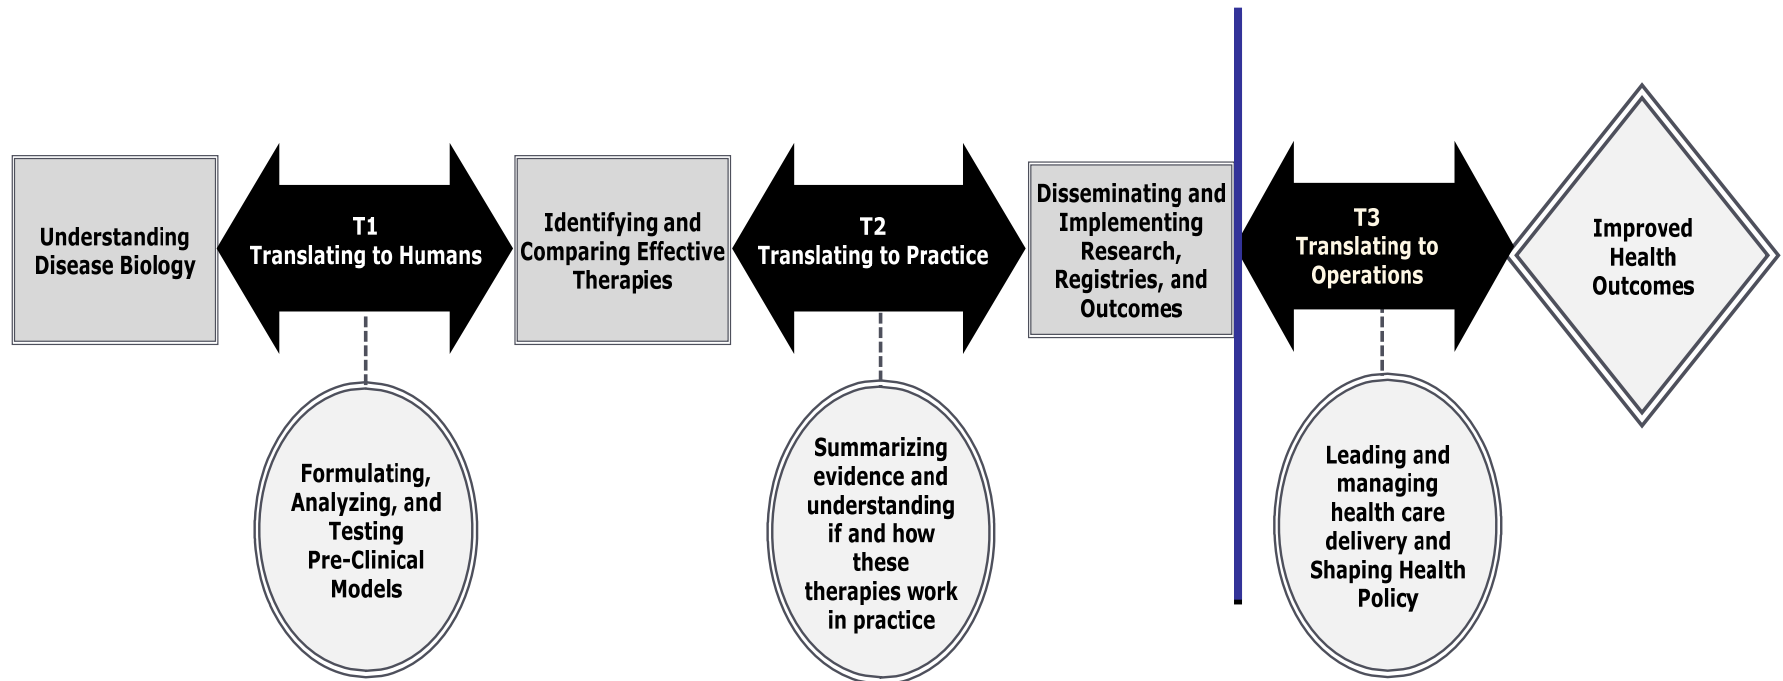 Understanding
Disease Biology
T1
Translating to Humans
Identifying and
Comparing Effective
Therapies
T2
Translating to Practice
Disseminating and
Implementing
Research,
Registries, and
Outcomes
T3
Translating to
Operations
Improved
Health
Outcomes
Formulating,
Analyzing, and
Testing
Pre-Clinical
Models
Summarizing
evidence and
understanding
if and how
these
therapies work
in practice
Leading and
managing
health care
delivery and
Shaping Health
Policy